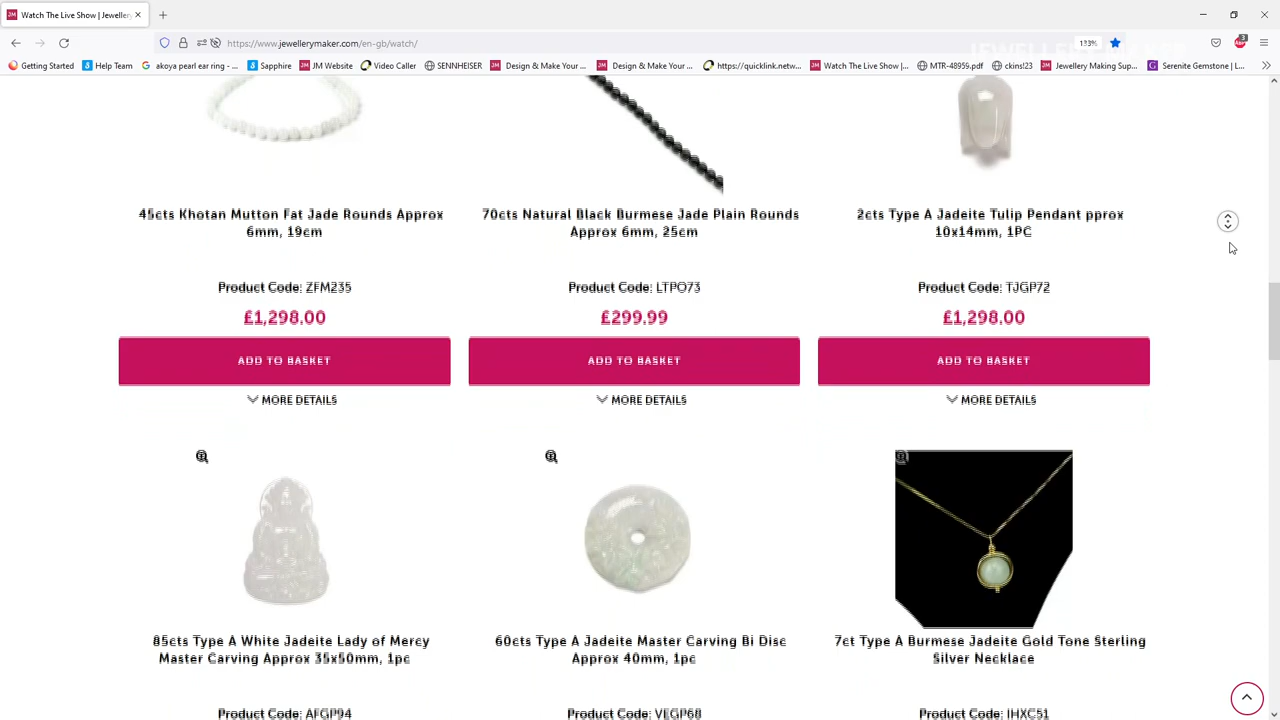 Watch The Live Show | Jeweller
https://www.jewellerymaker.com/en-gb/watch/
133%
3
JEWELLERYMAKER
Getting Started
Help Team
akoya pearl ear ring - ...
Sapphire
JM Website
Video Caller
SENNHEISER
Design & Make Your ...
Design & Make Your ...
https://quicklink.netw...
Watch The Live Show |...
MTR-48959.pdf
ckins!23
Jewellery Making Sup...
Serenite Gemstone | L...
45cts Khotan Mutton Fat Jade Rounds Approx
6mm, 19cm
Product Code: ZFM235
£1,298.00
ADD TO BASKET
MORE DETAILS
70cts Natural Black Burmese Jade Plain Rounds
Approx 6mm, 25cm
Product Code: LTPO73
£299.99
ADD TO BASKET
MORE DETAILS
2cts Type A Jadeite Tulip Pendant pprox
10x14mm, 1PC
Product Code: TJGP72
£1,298.00
ADD TO BASKET
MORE DETAILS
85cts Type A White Jadeite Lady of Mercy
Master Carving Approx 35x50mm, 1pc
Product Code: AFGP94
60cts Type A Jadeite Master Carving Bi Disc
Approx 40mm, 1pc
Product Code: VEGP68
7ct Type A Burmese Jadeite Gold Tone Sterling
Silver Necklace
Product Code: IHXC51